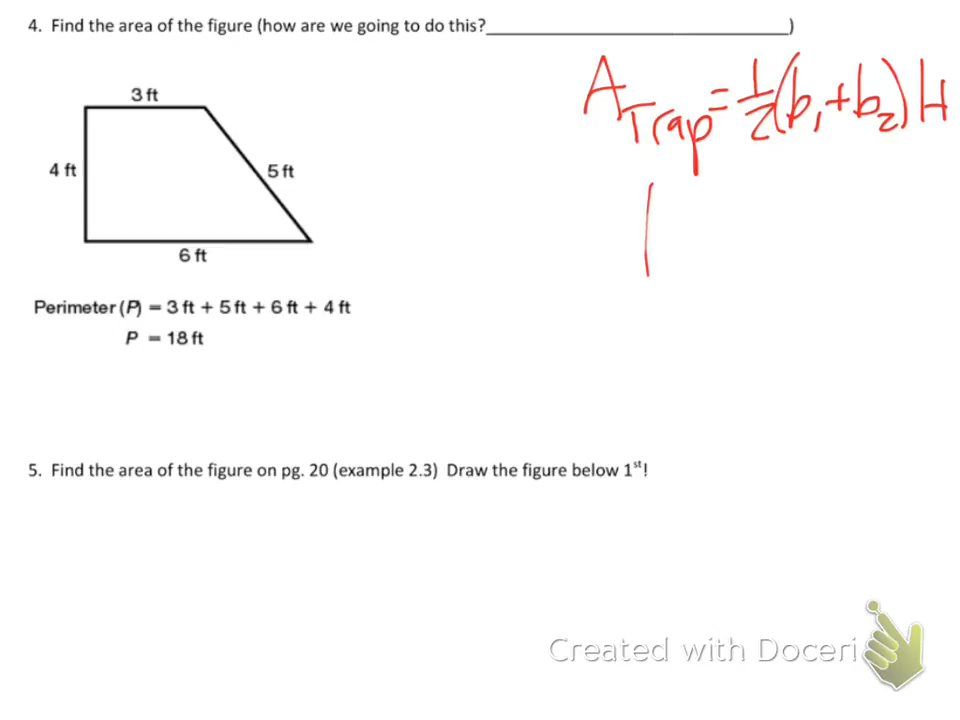 4. Find the area of the figure (how are we going to do this?________________________________)
A Trap = 1/2 (b₁+b₂) H
3 ft
4 ft
5 ft
6 ft
Perimeter (P) = 3 ft + 5 ft + 6 ft + 4 ft
P = 18 ft
5. Find the area of the figure on pg. 20 (example 2.3) Draw the figure below 1st!
Created with Doceri